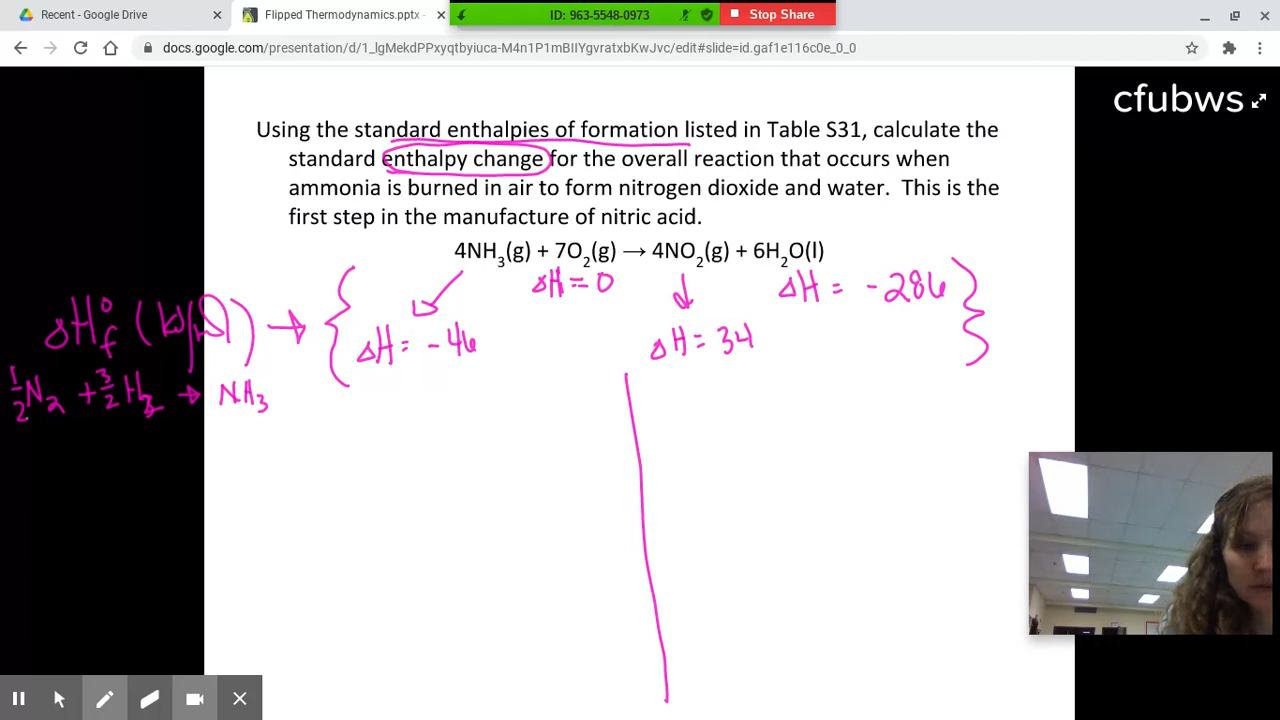 Recent - Google Drive
Flipped Thermodynamics.pptx -
ID: 963-5548-0973
Stop Share
docs.google.com/presentation/d/1_lgMekdPPxyqtbyiuca-M4n1P1mBIIYgvratxbKwJvc/edit#slide=id.gaf1e116c0e_0_0
cfubws
Using the standard enthalpies of formation listed in Table S31, calculate the
standard enthalpy change for the overall reaction that occurs when
ammonia is burned in air to form nitrogen dioxide and water. This is the
first step in the manufacture of nitric acid.
4NH₃(g) + 7O₂(g) → 4NO₂(g) + 6H₂O(l)
ΔH = 0
ΔH = -286
ΔH°f
→ {
ΔH = -46
ΔH = 34
}
½N₂ + 3/2 H₂ → NH₃